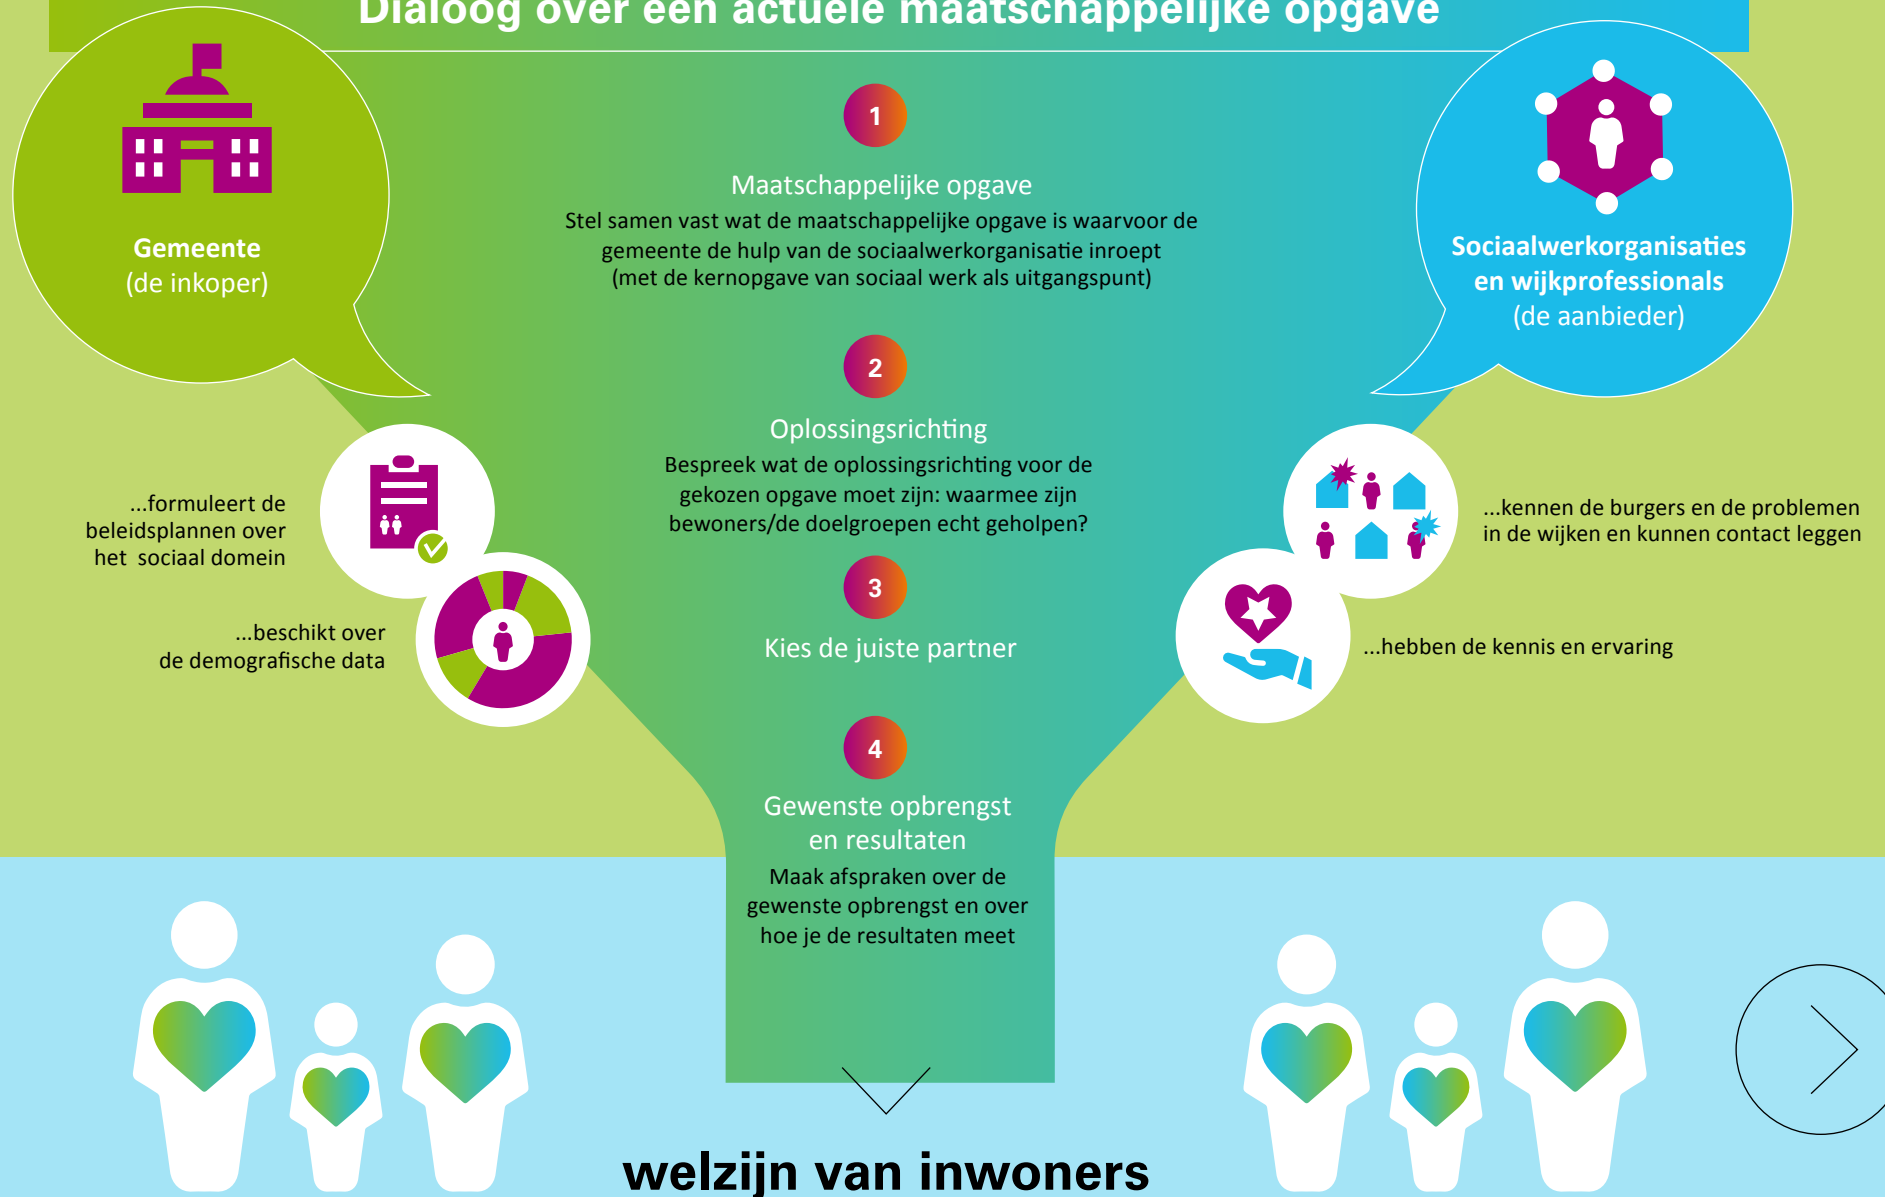 Dialoog over een actuele maatschappelijke opgave
Gemeente
(de inkoper)
...formuleert de
beleidsplannen over
het sociaal domein
...beschikt over
de demografische data
1
Maatschappelijke opgave
Stel samen vast wat de maatschappelijke opgave is waarvoor de
gemeente de hulp van de sociaalwerkorganisatie inroept
(met de kernopgave van sociaal werk als uitgangspunt)
2
Oplossingsrichting
Bespreek wat de oplossingsrichting voor de
gekozen opgave moet zijn: waarmee zijn
bewoners/de doelgroepen echt geholpen?
3
Kies de juiste partner
4
Gewenste opbrengst
en resultaten
Maak afspraken over de
gewenste opbrengst en over
hoe je de resultaten meet
Sociaalwerkorganisaties
en wijkprofessionals
(de aanbieder)
...kennen de burgers en de problemen
in de wijken en kunnen contact leggen
...hebben de kennis en ervaring
welzijn van inwoners